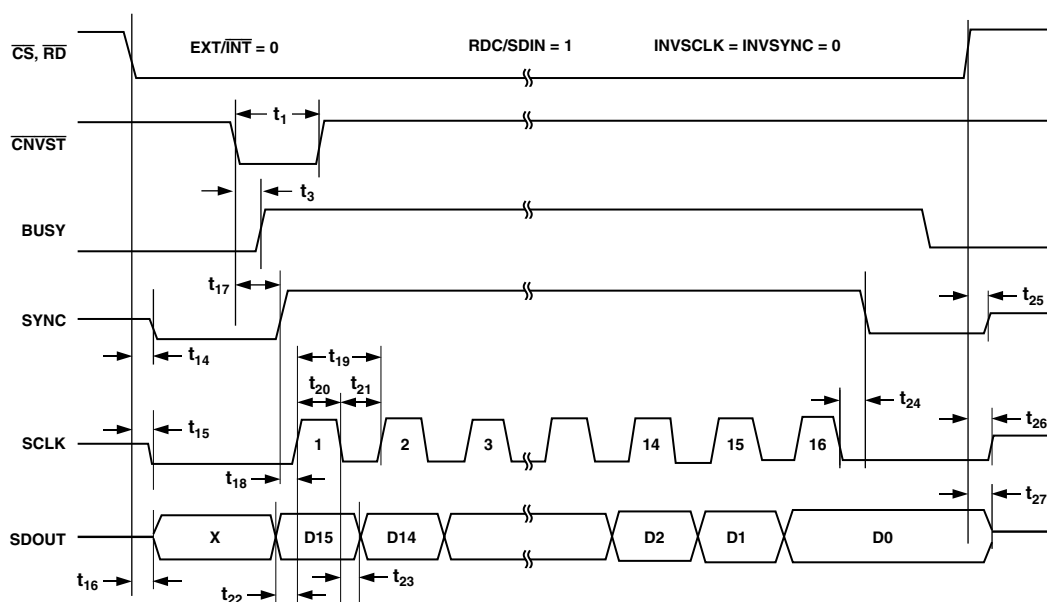 EXT/INT = 0 RDC/SDIN = 1 INVSCLK = INVSYNC = 0
CS, RD
t1
CNVST
t3
BUSY
t17
t25
SYNC
t14
t19
t20 t21
t24
t15
t26
SCLK 1 2 3 14 15 16
t18
t27
SDOUT X D15 D14 D2 D1 D0
t16
t22
t23